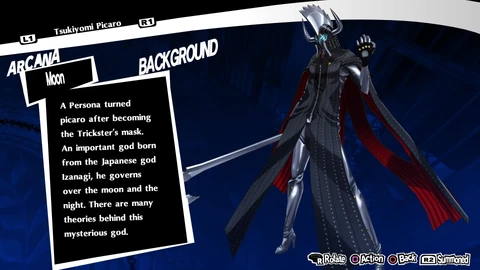 L1 Tsukiyomi Picaro R1
ARCANA
Moon
BACKGROUND
A Persona turned
picaro after becoming
the Trickster's mask.
An important god born
from the Japanese god
Izanagi, he governs
over the moon and the
night. There are many
theories behind this
mysterious god.
R Rotate Action Back R2 Summoned